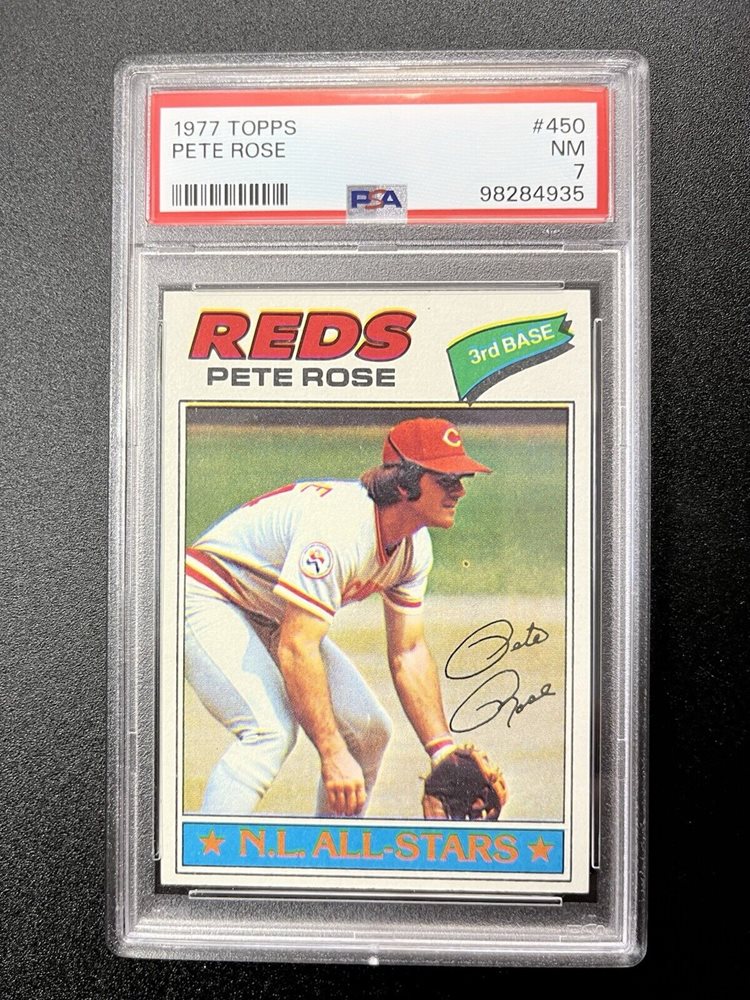 1977 TOPPS #450
PETE ROSE NM
7
PSA 98284935
REDS
PETE ROSE
3rd BASE
C
E
Pete
Rose
N.L. ALL-STARS